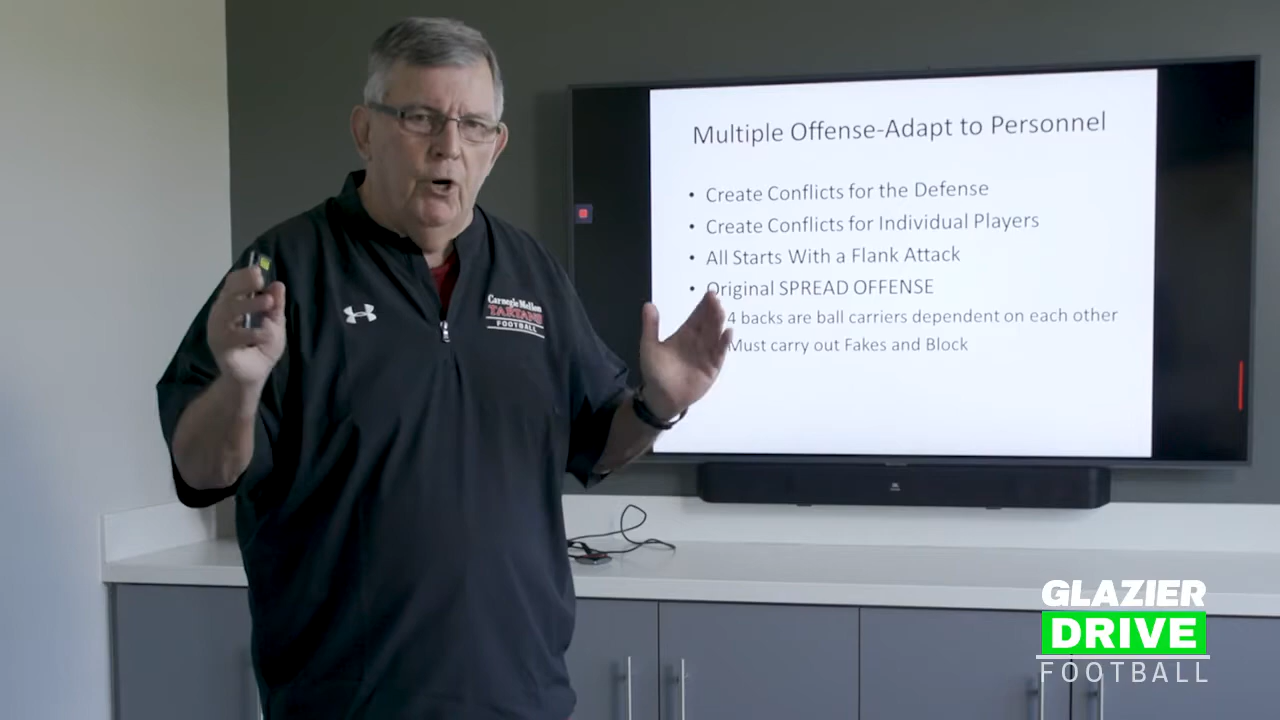 Multiple Offense-Adapt to Personnel
• Create Conflicts for the Defense
• Create Conflicts for Individual Players
• All Starts With a Flank Attack
• Original SPREAD OFFENSE
4 backs are ball carriers dependent on each other
Must carry out Fakes and Block
Carnegie Mellon
TARTANS
FOOTBALL
JBL
GLAZIER
DRIVE
FOOTBALL